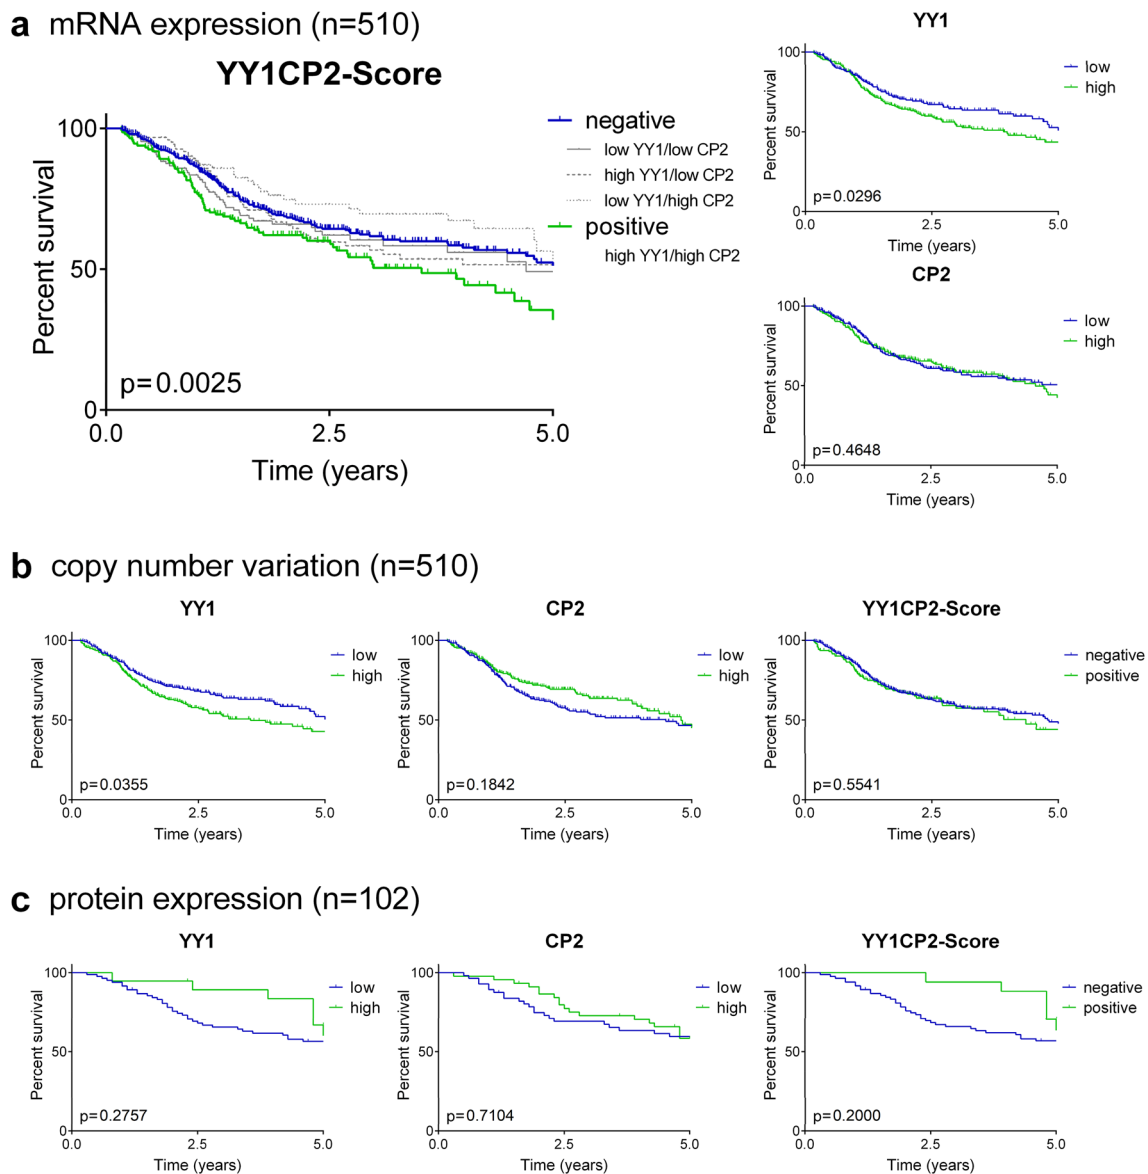 a mRNA expression (n=510)
YY1CP2-Score
Percent survival
100
50
0
0.0
2.5
5.0
Time (years)
p=0.0025
negative
low YY1/low CP2
high YY1/low CP2
low YY1/high CP2
positive
high YY1/high CP2
YY1
Percent survival
100
50
0
0.0
2.5
5.0
Time (years)
p=0.0296
low
high
CP2
Percent survival
100
50
0
0.0
2.5
5.0
Time (years)
p=0.4648
low
high
b copy number variation (n=510)
YY1
Percent survival
100
50
0
0.0
2.5
5.0
Time (years)
p=0.0355
low
high
CP2
Percent survival
100
50
0
0.0
2.5
5.0
Time (years)
p=0.1842
low
high
YY1CP2-Score
Percent survival
100
50
0
0.0
2.5
5.0
Time (years)
p=0.5541
negative
positive
c protein expression (n=102)
YY1
Percent survival
100
50
0
0.0
2.5
5.0
Time (years)
p=0.2757
low
high
CP2
Percent survival
100
50
0
0.0
2.5
5.0
Time (years)
p=0.7104
low
high
YY1CP2-Score
Percent survival
100
50
0
0.0
2.5
5.0
Time (years)
p=0.2000
negative
positive